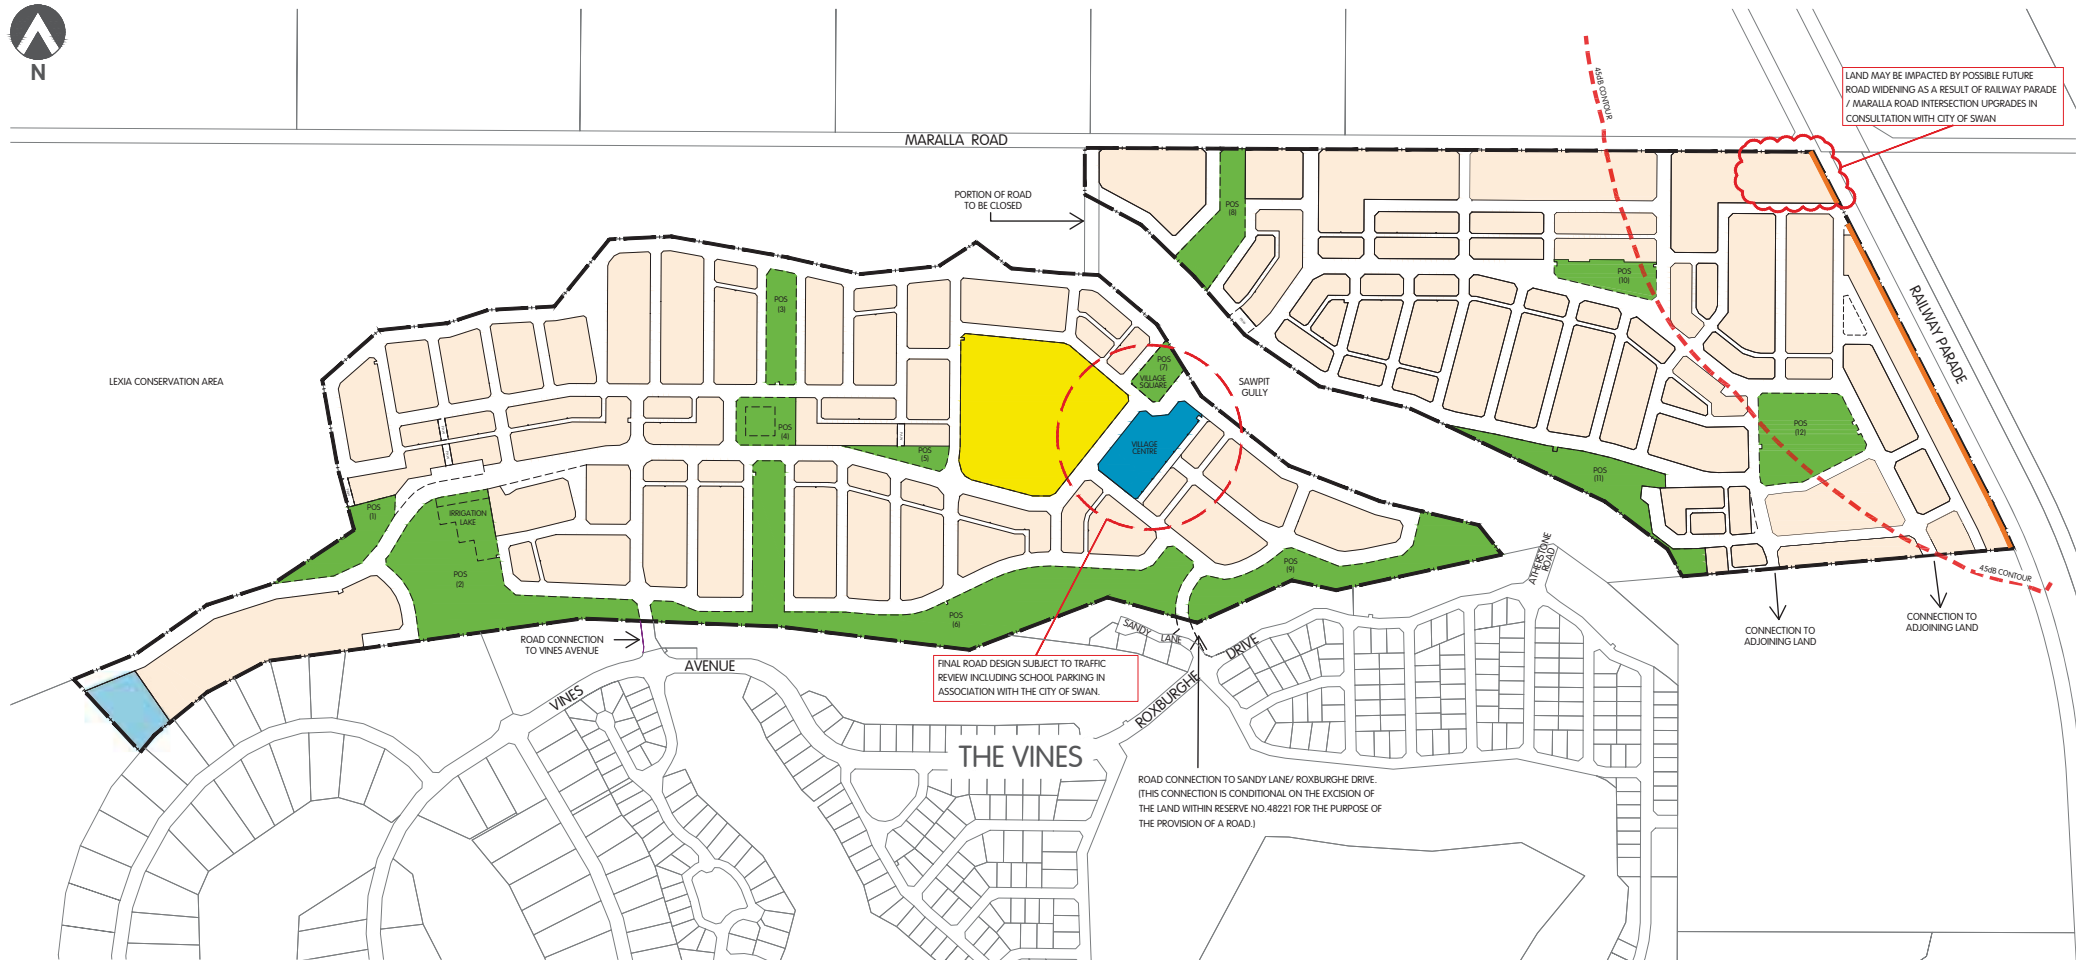 N
MARALLA ROAD
45dB CONTOUR
LAND MAY BE IMPACTED BY POSSIBLE FUTURE
ROAD WIDENING AS A RESULT OF RAILWAY PARADE
/ MARALLA ROAD INTERSECTION UPGRADES IN
CONSULTATION WITH CITY OF SWAN
PORTION OF ROAD
TO BE CLOSED
POS
(8)
POS
(10)
POS
(3)
RAILWAY PARADE
LEXIA CONSERVATION AREA
POS
(7)
VILLAGE
SQUARE
SAWPIT
GULLY
POS
(4)
POS
(5)
VILLAGE
CENTRE
POS
(12)
POS
(11)
POS
(1)
IRRIGATION
LAKE
POS
(2)
POS
(9)
ATHERSTONE
ROAD
45dB CONTOUR
POS
(6)
CONNECTION TO
ADJOINING LAND
CONNECTION TO
ADJOINING LAND
ROAD CONNECTION
TO VINES AVENUE
SANDY LANE
FINAL ROAD DESIGN SUBJECT TO TRAFFIC
REVIEW INCLUDING SCHOOL PARKING IN
ASSOCIATION WITH THE CITY OF SWAN.
VINES AVENUE
ROXBURGHE DRIVE
THE VINES
ROAD CONNECTION TO SANDY LANE/ ROXBURGHE DRIVE.
(THIS CONNECTION IS CONDITIONAL ON THE EXCISION OF
THE LAND WITHIN RESERVE NO.48221 FOR THE PURPOSE OF
THE PROVISION OF A ROAD.)